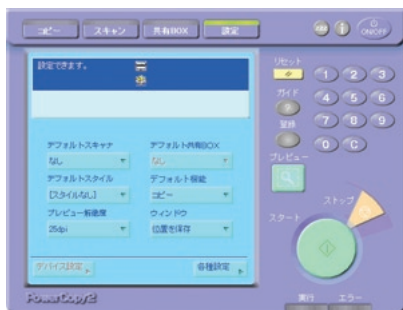 コピー
スキャン
共有BOX
設定
ON/OFF
設定できます。
リセット
ガイド
登録
プレビュー
1 2 3
4 5 6
7 8 9
0 C
デフォルトスキャナ
なし
デフォルト共有BOX
なし
デフォルトスタイル
[スタイルなし]
デフォルト機能
コピー
プレビュー解像度
25dpi
ウィンドウ
位置を保存
デバイス設定
各種設定
ストップ
スタート
実行 エラー
PowerCopy2